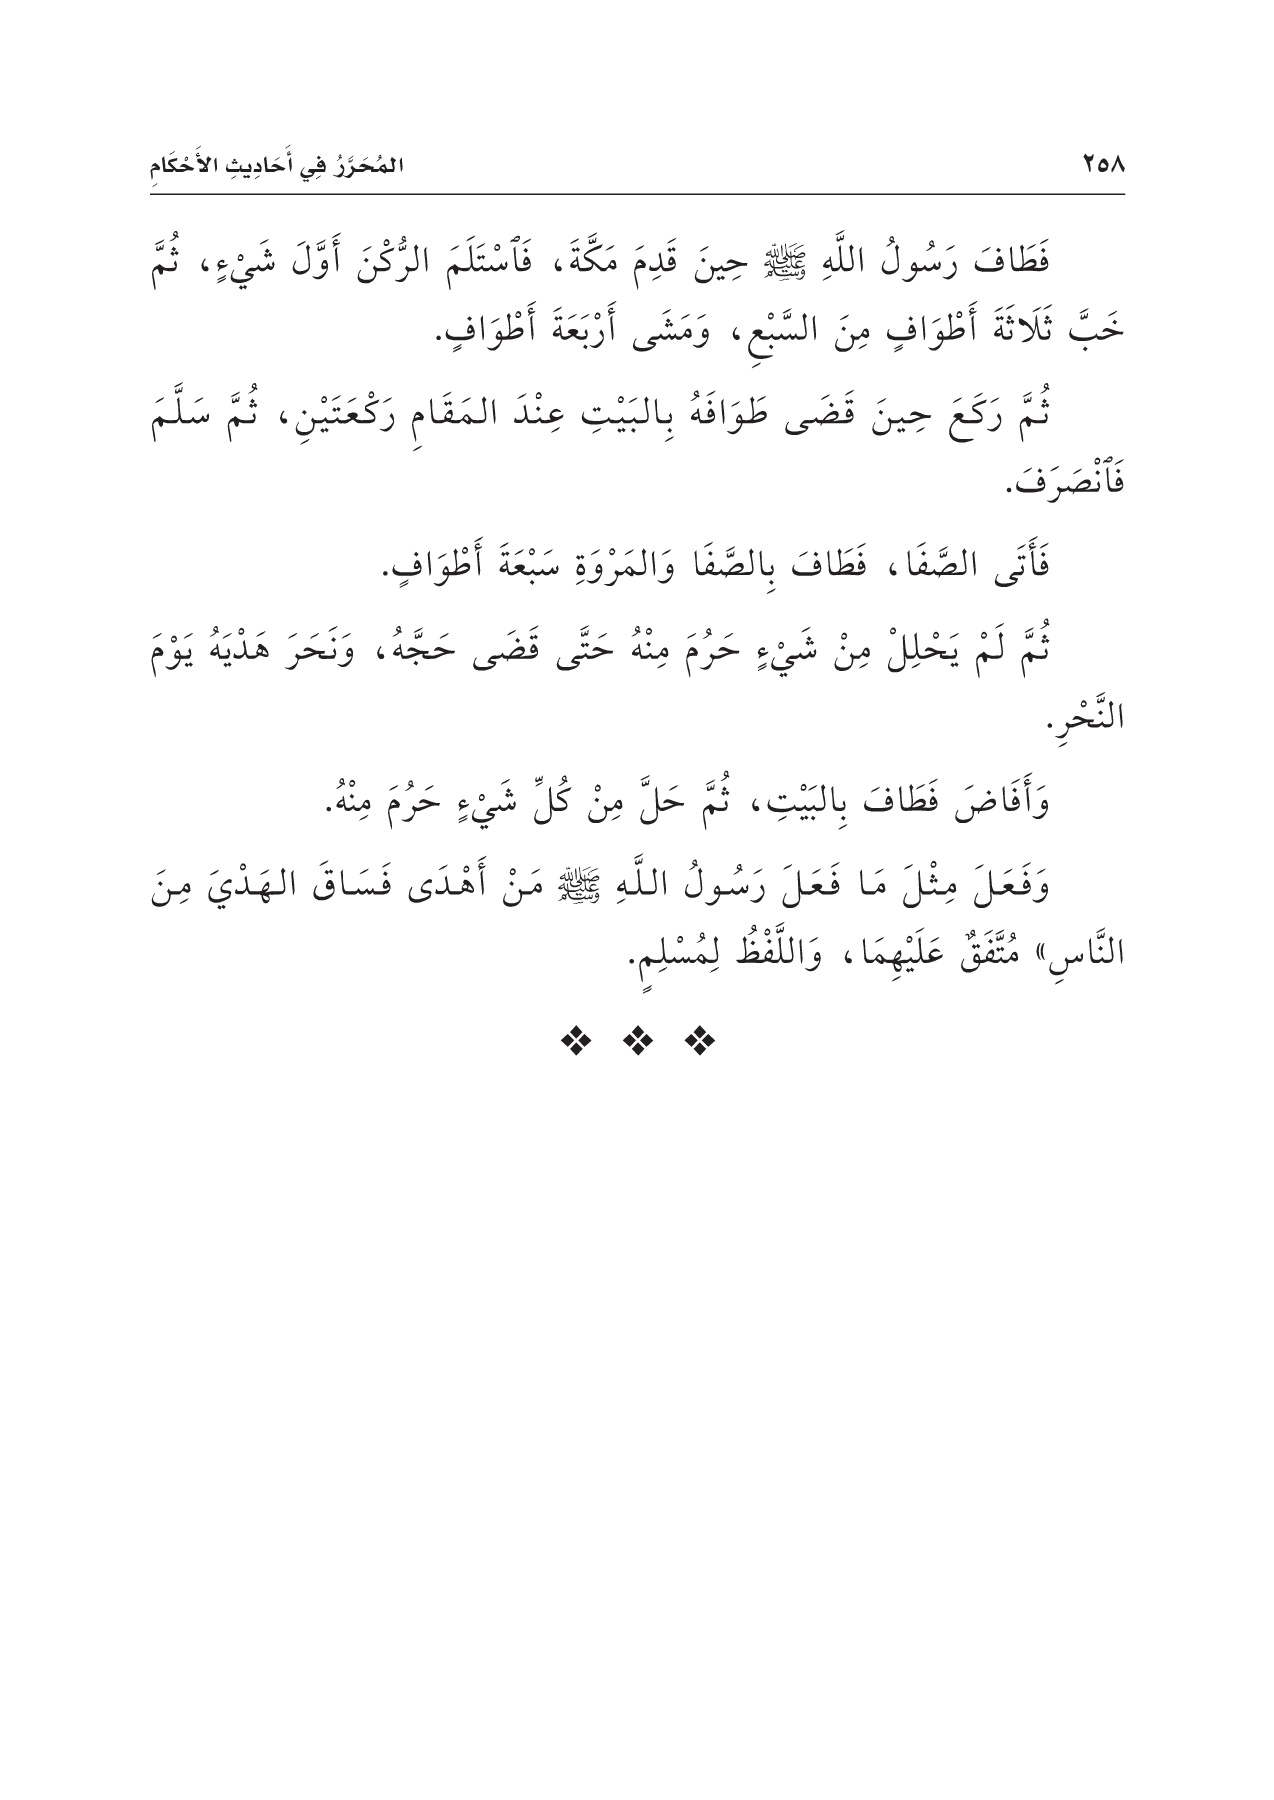 ٢٥٨ المُحَرَّرُ فِي أَحَادِيثِ الأَحْكَامِ
فَطَافَ رَسُولُ اللَّهِ ﷺ حِينَ قَدِمَ مَكَّةَ، فَٱسْتَلَمَ الرُّكْنَ أَوَّلَ شَيْءٍ، ثُمَّ
خَبَّ ثَلَاثَةَ أَطْوَافٍ مِنَ السَّبْعِ، وَمَشَى أَرْبَعَةَ أَطْوَافٍ.
ثُمَّ رَكَعَ حِينَ قَضَى طَوَافَهُ بِالبَيْتِ عِنْدَ المَقَامِ رَكْعَتَيْنِ، ثُمَّ سَلَّمَ
فَٱنْصَرَفَ.
فَأَتَى الصَّفَا، فَطَافَ بِالصَّفَا وَالمَرْوَةِ سَبْعَةَ أَطْوَافٍ.
ثُمَّ لَمْ يَحْلِلْ مِنْ شَيْءٍ حَرُمَ مِنْهُ حَتَّى قَضَى حَجَّهُ، وَنَحَرَ هَدْيَهُ يَوْمَ
النَّحْرِ.
وَأَفَاضَ فَطَافَ بِالبَيْتِ، ثُمَّ حَلَّ مِنْ كُلِّ شَيْءٍ حَرُمَ مِنْهُ.
وَفَعَلَ مِثْلَ مَا فَعَلَ رَسُولُ اللَّهِ ﷺ مَنْ أَهْدَى فَسَاقَ الهَدْيَ مِنَ
النَّاسِ» مُتَّفَقٌ عَلَيْهِمَا، وَاللَّفْظُ لِمُسْلِمٍ.
❖ ❖ ❖